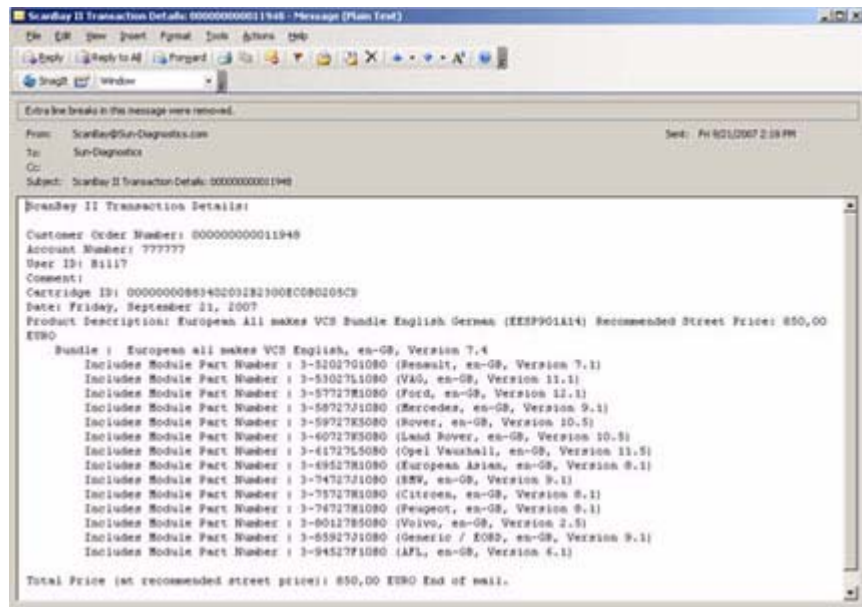 ScanBay II Transaction Details: 000000000011948 - Message (Plain Text)
File Edit View Insert Format Tools Actions Help
Reply Reply to All Forward
SnagIt Window
Extra line breaks in this message were removed.
From: ScanBay@Sun-Diagnostics.com Sent: Fri 9/21/2007 2:19 PM
To: Sun-Diagnostics
Cc:
Subject: ScanBay II Transaction Details: 000000000011948
ScanBay II Transaction Details:
Customer Order Number: 000000000011948
Account Number: 777777
User ID: Bill7
Comment:
Cartridge ID:
Date: Friday, September 21, 2007
Product Description: European All makes VCS Bundle English German (EESP901A14) Recommended Street Price: 850,00
EURO
Bundle : European all makes VCS English, en-GB, Version 7.4
Includes Module Part Number : 3-52027G1080 (Renault, en-GB, Version 7.1)
Includes Module Part Number : 3-53027L1080 (VAG, en-GB, Version 11.1)
Includes Module Part Number : 3-57727M1080 (Ford, en-GB, Version 12.1)
Includes Module Part Number : 3-58727J1080 (Mercedes, en-GB, Version 9.1)
Includes Module Part Number : 3-59727K5080 (Rover, en-GB, Version 10.5)
Includes Module Part Number : 3-60727K5080 (Land Rover, en-GB, Version 10.5)
Includes Module Part Number : 3-61727L5080 (Opel Vauxhall, en-GB, Version 11.5)
Includes Module Part Number : 3-69527H1080 (European Asian, en-GB, Version 8.1)
Includes Module Part Number : 3-74727J1080 (BMW, en-GB, Version 9.1)
Includes Module Part Number : 3-75727H1080 (Citroen, en-GB, Version 8.1)
Includes Module Part Number : 3-76727H1080 (Peugeot, en-GB, Version 8.1)
Includes Module Part Number : 3-80127B5080 (Volvo, en-GB, Version 2.5)
Includes Module Part Number : 3-85927J1080 (Generic / EOBD, en-GB, Version 9.1)
Includes Module Part Number : 3-94527F1080 (AFL, en-GB, Version 6.1)
Total Price (at recommended street price): 850,00 EURO End of mail.